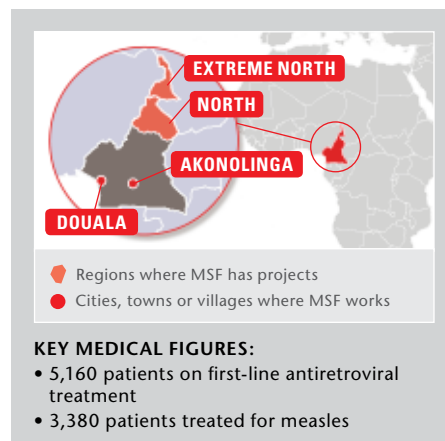 EXTREME NORTH
NORTH
AKONOLINGA
DOUALA
Regions where MSF has projects
Cities, towns or villages where MSF works
KEY MEDICAL FIGURES:
• 5,160 patients on first-line antiretroviral
treatment
• 3,380 patients treated for measles